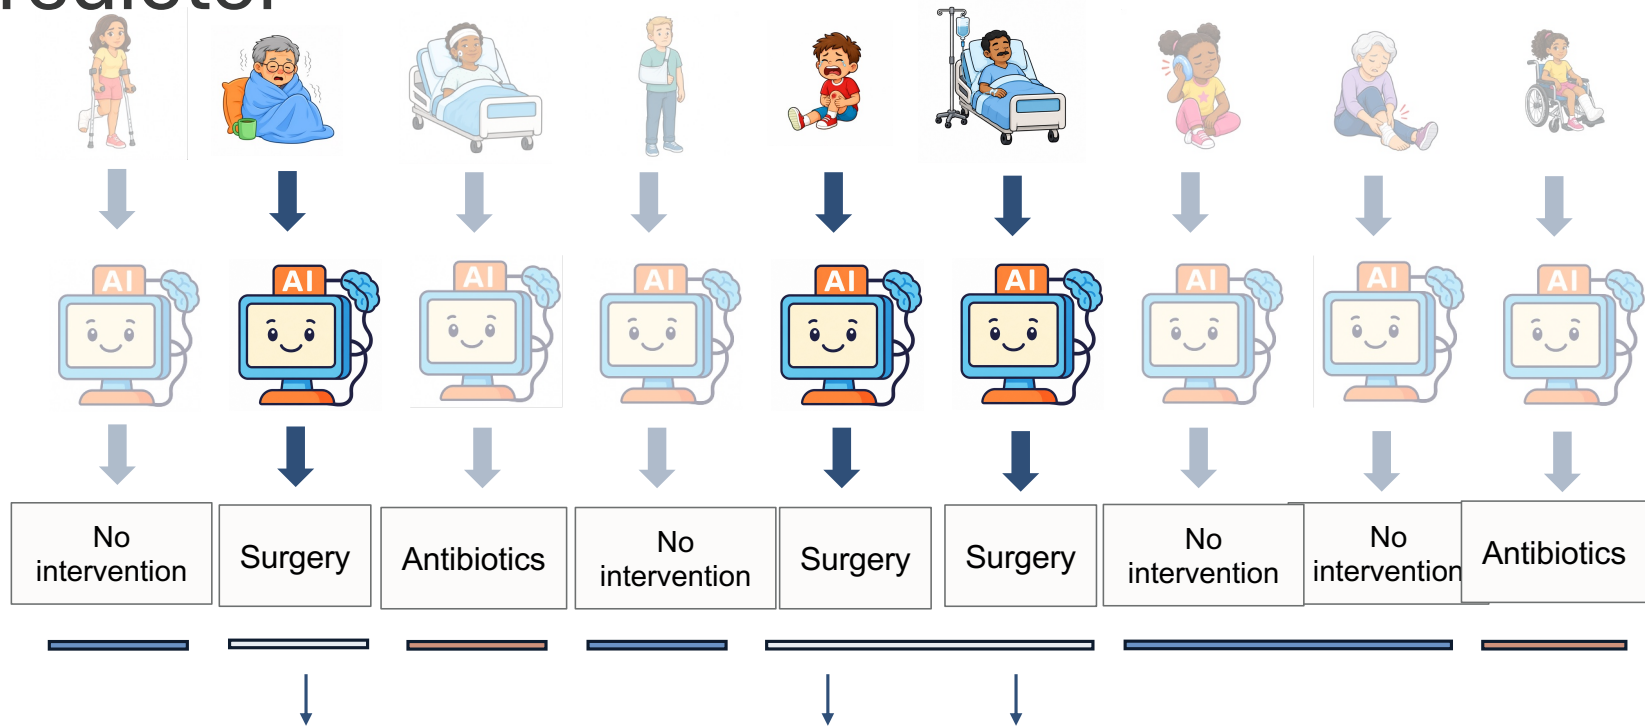 AI
AI
AI
AI
AI
AI
AI
AI
AI
No
intervention
Surgery
Antibiotics
No
intervention
Surgery
Surgery
No
intervention
No
intervention
Antibiotics